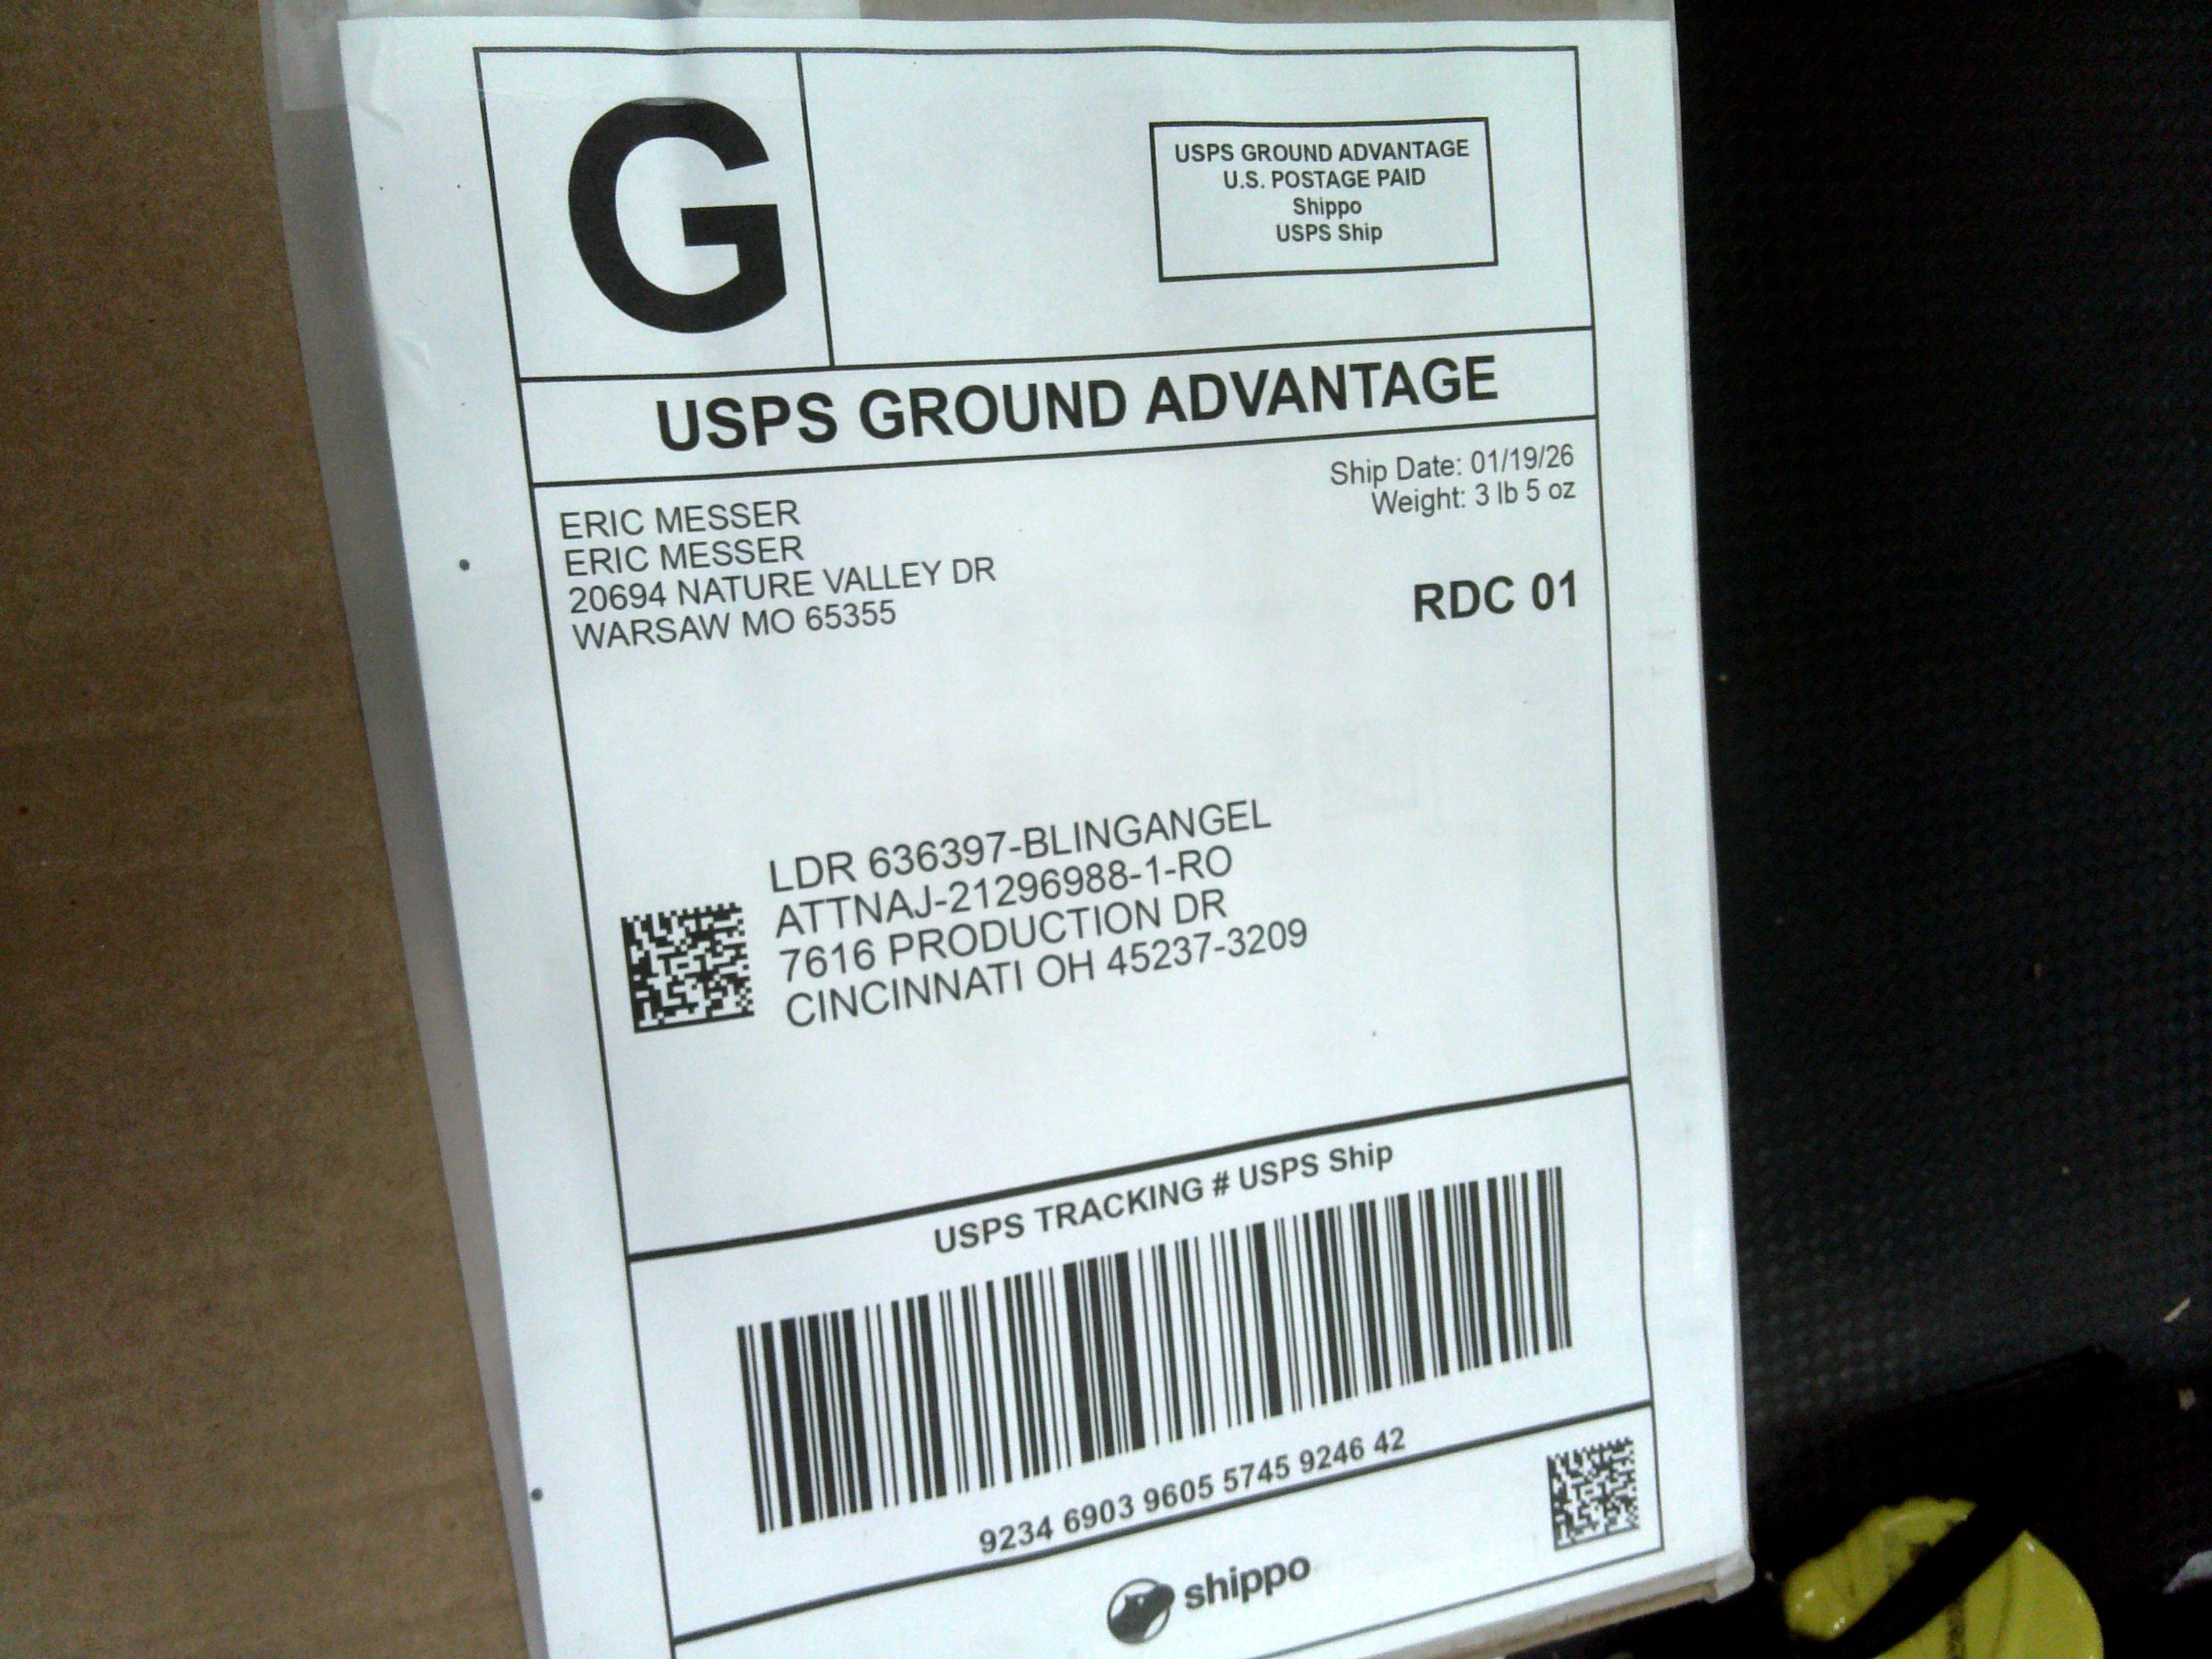 G
USPS GROUND ADVANTAGE
U.S. POSTAGE PAID
Shippo
USPS Ship
USPS GROUND ADVANTAGE
Ship Date: 01/19/26
Weight: 3 lb 5 oz
ERIC MESSER
ERIC MESSER
20694 NATURE VALLEY DR
WARSAW MO 65355
RDC 01
LDR 636397-BLINGANGEL
ATTNAJ-21296988-1-RO
7616 PRODUCTION DR
CINCINNATI OH 45237-3209
USPS TRACKING # USPS Ship
9234 6903 9605 5745 9246 42
shippo